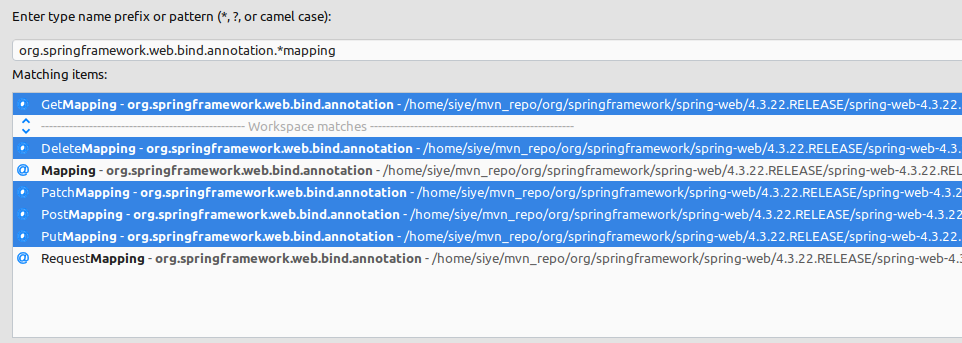 Enter type name prefix or pattern (*, ?, or camel case):
org.springframework.web.bind.annotation.*mapping
Matching items:
GetMapping - org.springframework.web.bind.annotation - /home/siye/mvn_repo/org/springframework/spring-web/4.3.22.RELEASE/spring-web-4.3.22.
---------------------------------------------------- Workspace matches ----------------------------------------------------
DeleteMapping - org.springframework.web.bind.annotation - /home/siye/mvn_repo/org/springframework/spring-web/4.3.22.RELEASE/spring-web-4.3.
@ Mapping - org.springframework.web.bind.annotation - /home/siye/mvn_repo/org/springframework/spring-web/4.3.22.RELEASE/spring-web-4.3.22.REL
PatchMapping - org.springframework.web.bind.annotation - /home/siye/mvn_repo/org/springframework/spring-web/4.3.22.RELEASE/spring-web-4.3.2
PostMapping - org.springframework.web.bind.annotation - /home/siye/mvn_repo/org/springframework/spring-web/4.3.22.RELEASE/spring-web-4.3.22
PutMapping - org.springframework.web.bind.annotation - /home/siye/mvn_repo/org/springframework/spring-web/4.3.22.RELEASE/spring-web-4.3.22.
@ RequestMapping - org.springframework.web.bind.annotation - /home/siye/mvn_repo/org/springframework/spring-web/4.3.22.RELEASE/spring-web-4.3